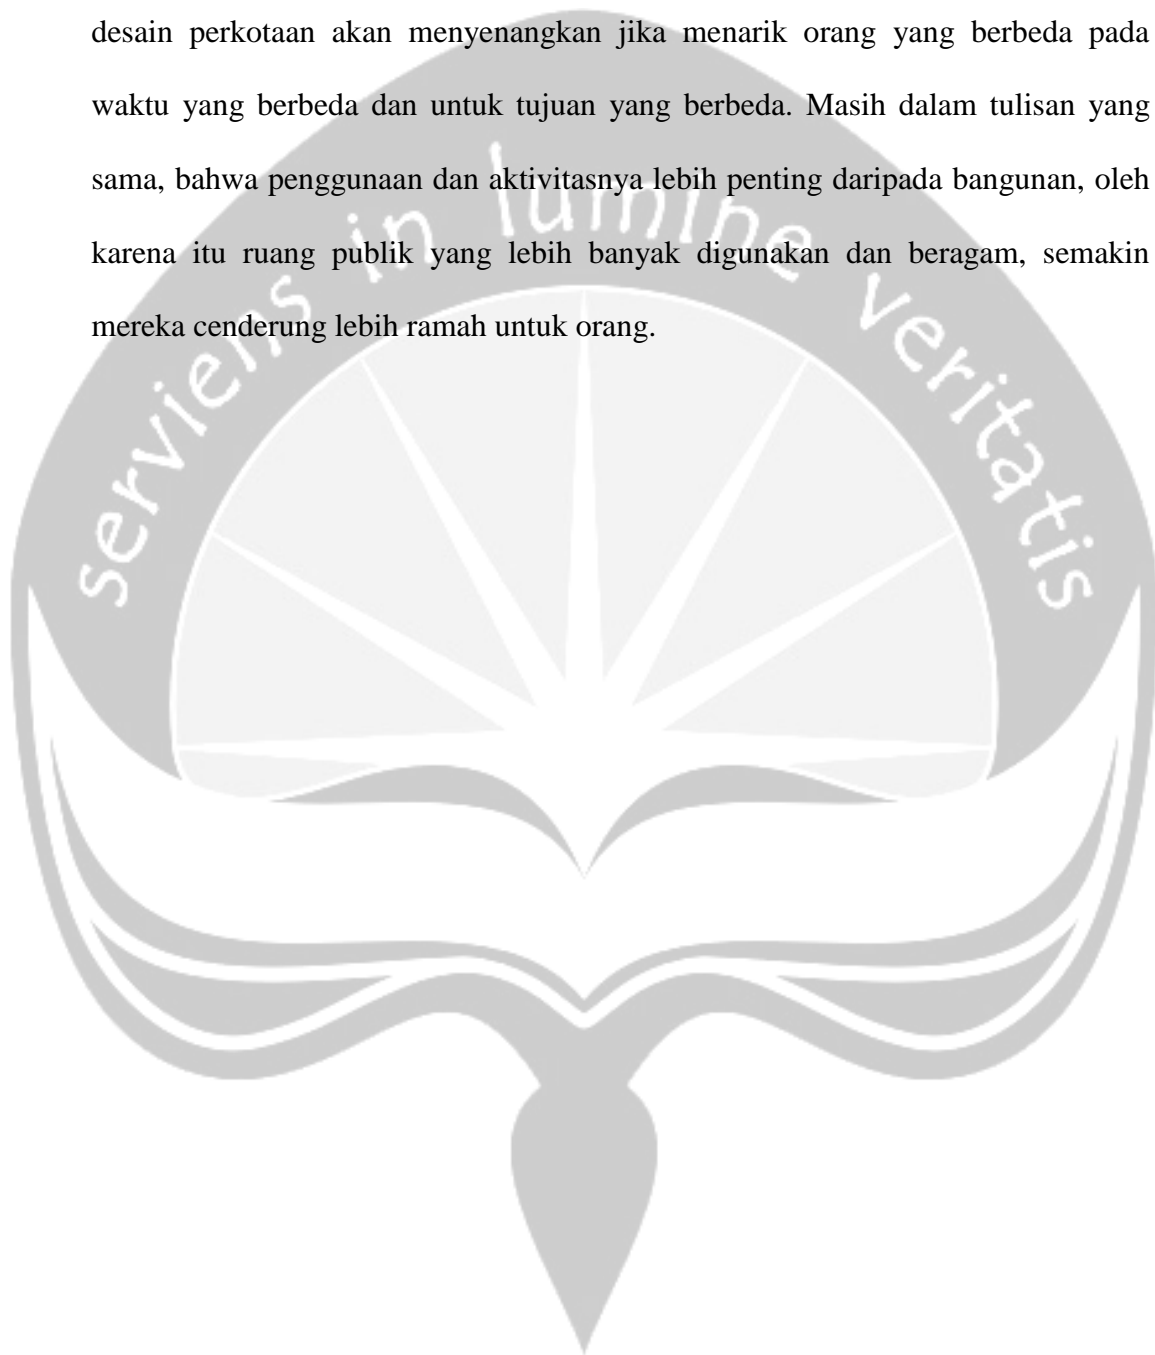 desain perkotaan akan menyenangkan jika menarik orang yang berbeda pada
waktu yang berbeda dan untuk tujuan yang berbeda. Masih dalam tulisan yang
sama, bahwa penggunaan dan aktivitasnya lebih penting daripada bangunan, oleh
karena itu ruang publik yang lebih banyak digunakan dan beragam, semakin
mereka cenderung lebih ramah untuk orang.
serviens in lumine veritatis